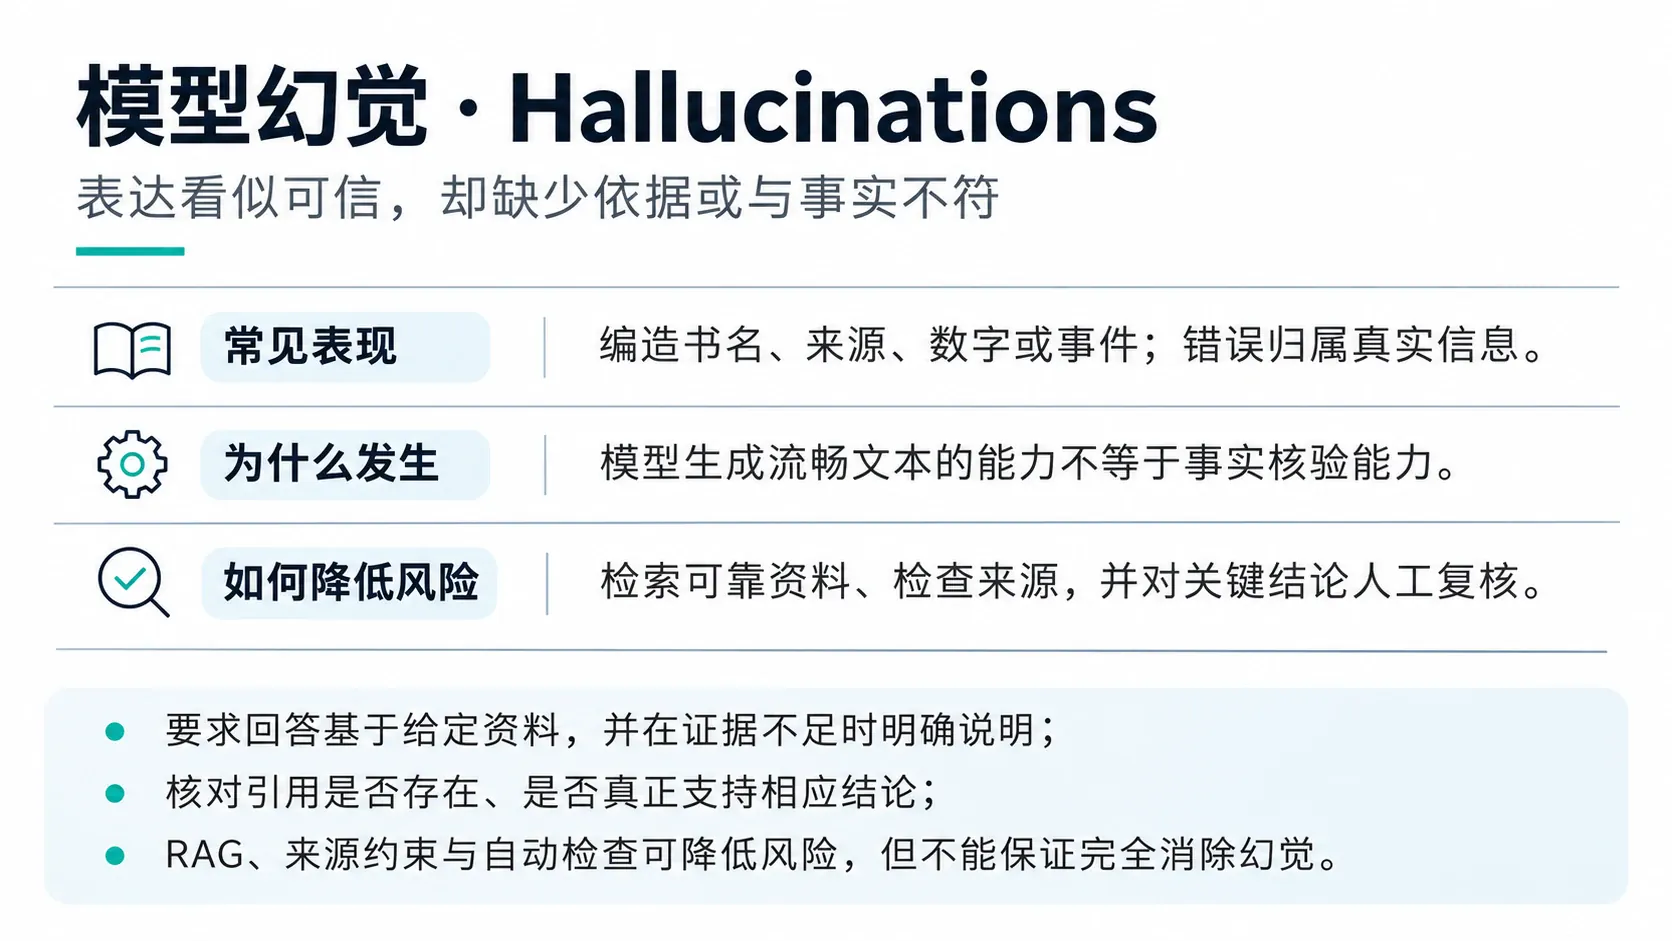 模型幻觉 · Hallucinations
表达看似可信，却缺少依据或与事实不符
常见表现
编造书名、来源、数字或事件；错误归属真实信息。
为什么发生
模型生成流畅文本的能力不等于事实核验能力。
如何降低风险
检索可靠资料、检查来源，并对关键结论人工复核。
要求回答基于给定资料，并在证据不足时明确说明；
核对引用是否存在、是否真正支持相应结论；
RAG、来源约束与自动检查可降低风险，但不能保证完全消除幻觉。